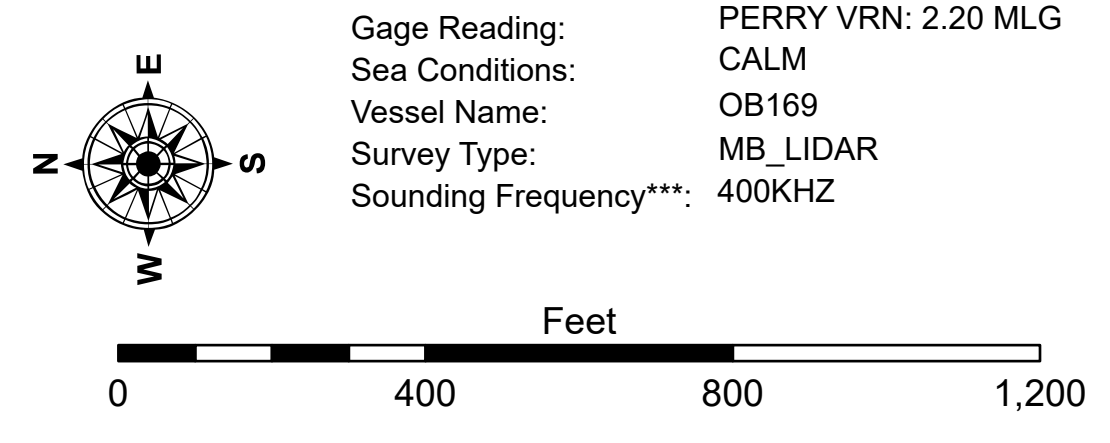 E
N
S
W
Gage Reading: PERRY VRN: 2.20 MLG
Sea Conditions: CALM
Vessel Name: OB169
Survey Type: MB_LIDAR
Sounding Frequency***: 400KHZ
Feet
0 400 800 1,200